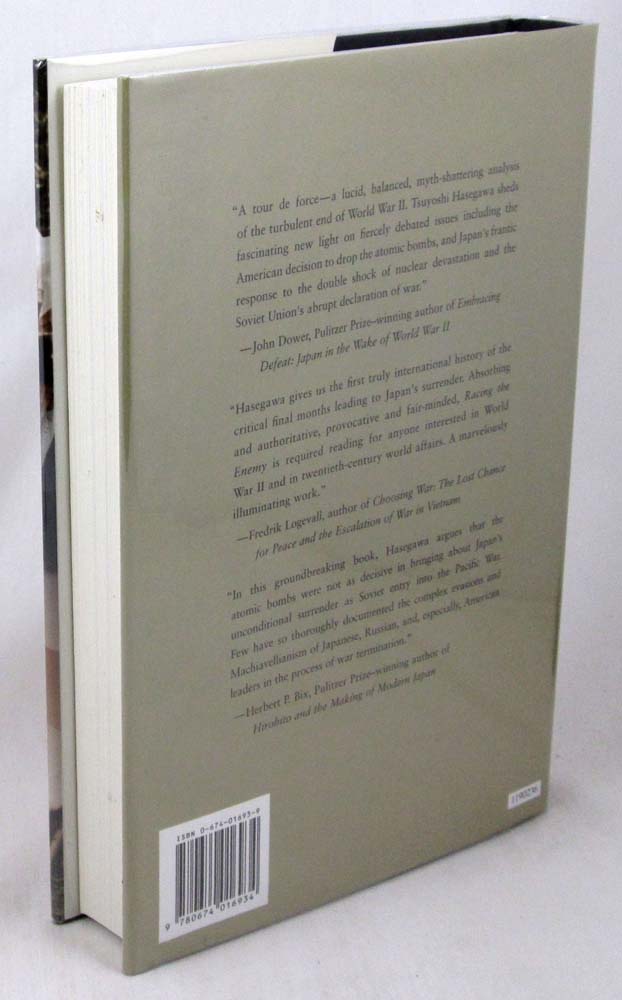 “A tour de force—a lucid, balanced, myth-shattering analysis
of the turbulent end of World War II. Tsuyoshi Hasegawa sheds
fascinating new light on fiercely debated issues including the
American decision to drop the atomic bombs, and Japan's frantic
response to the double shock of nuclear devastation and the
Soviet Union's abrupt declaration of war.”
—John Dower, Pulitzer Prize–winning author of Embracing
Defeat: Japan in the Wake of World War II
“Hasegawa gives us the first truly international history of the
critical final months leading to Japan's surrender. Absorbing
and authoritative, provocative and fair-minded, Racing the
Enemy is required reading for anyone interested in World
War II and in twentieth-century world affairs. A marvelously
illuminating work.”
—Fredrik Logevall, author of Choosing War: The Lost Chance
for Peace and the Escalation of War in Vietnam
“In this groundbreaking book, Hasegawa argues that the
atomic bombs were not as decisive in bringing about Japan's
unconditional surrender as Soviet entry into the Pacific War.
Few have so thoroughly documented the complex evasions and
Machiavellianism of Japanese, Russian, and, especially, American
leaders in the process of war termination.”
—Herbert P. Bix, Pulitzer Prize–winning author of
Hirohito and the Making of Modern Japan
1190236
ISBN 0-674-01693-9
9 780674 016934